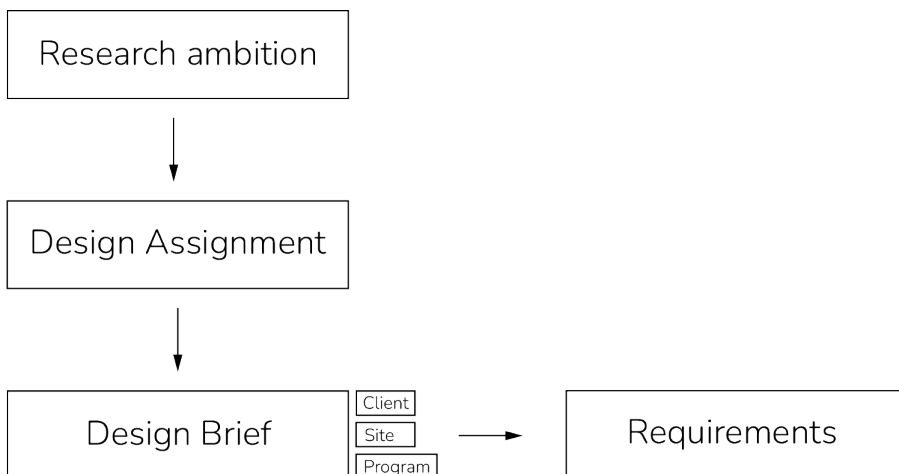 Research ambition
Design Assignment
Design Brief
Client
Site
Program
Requirements